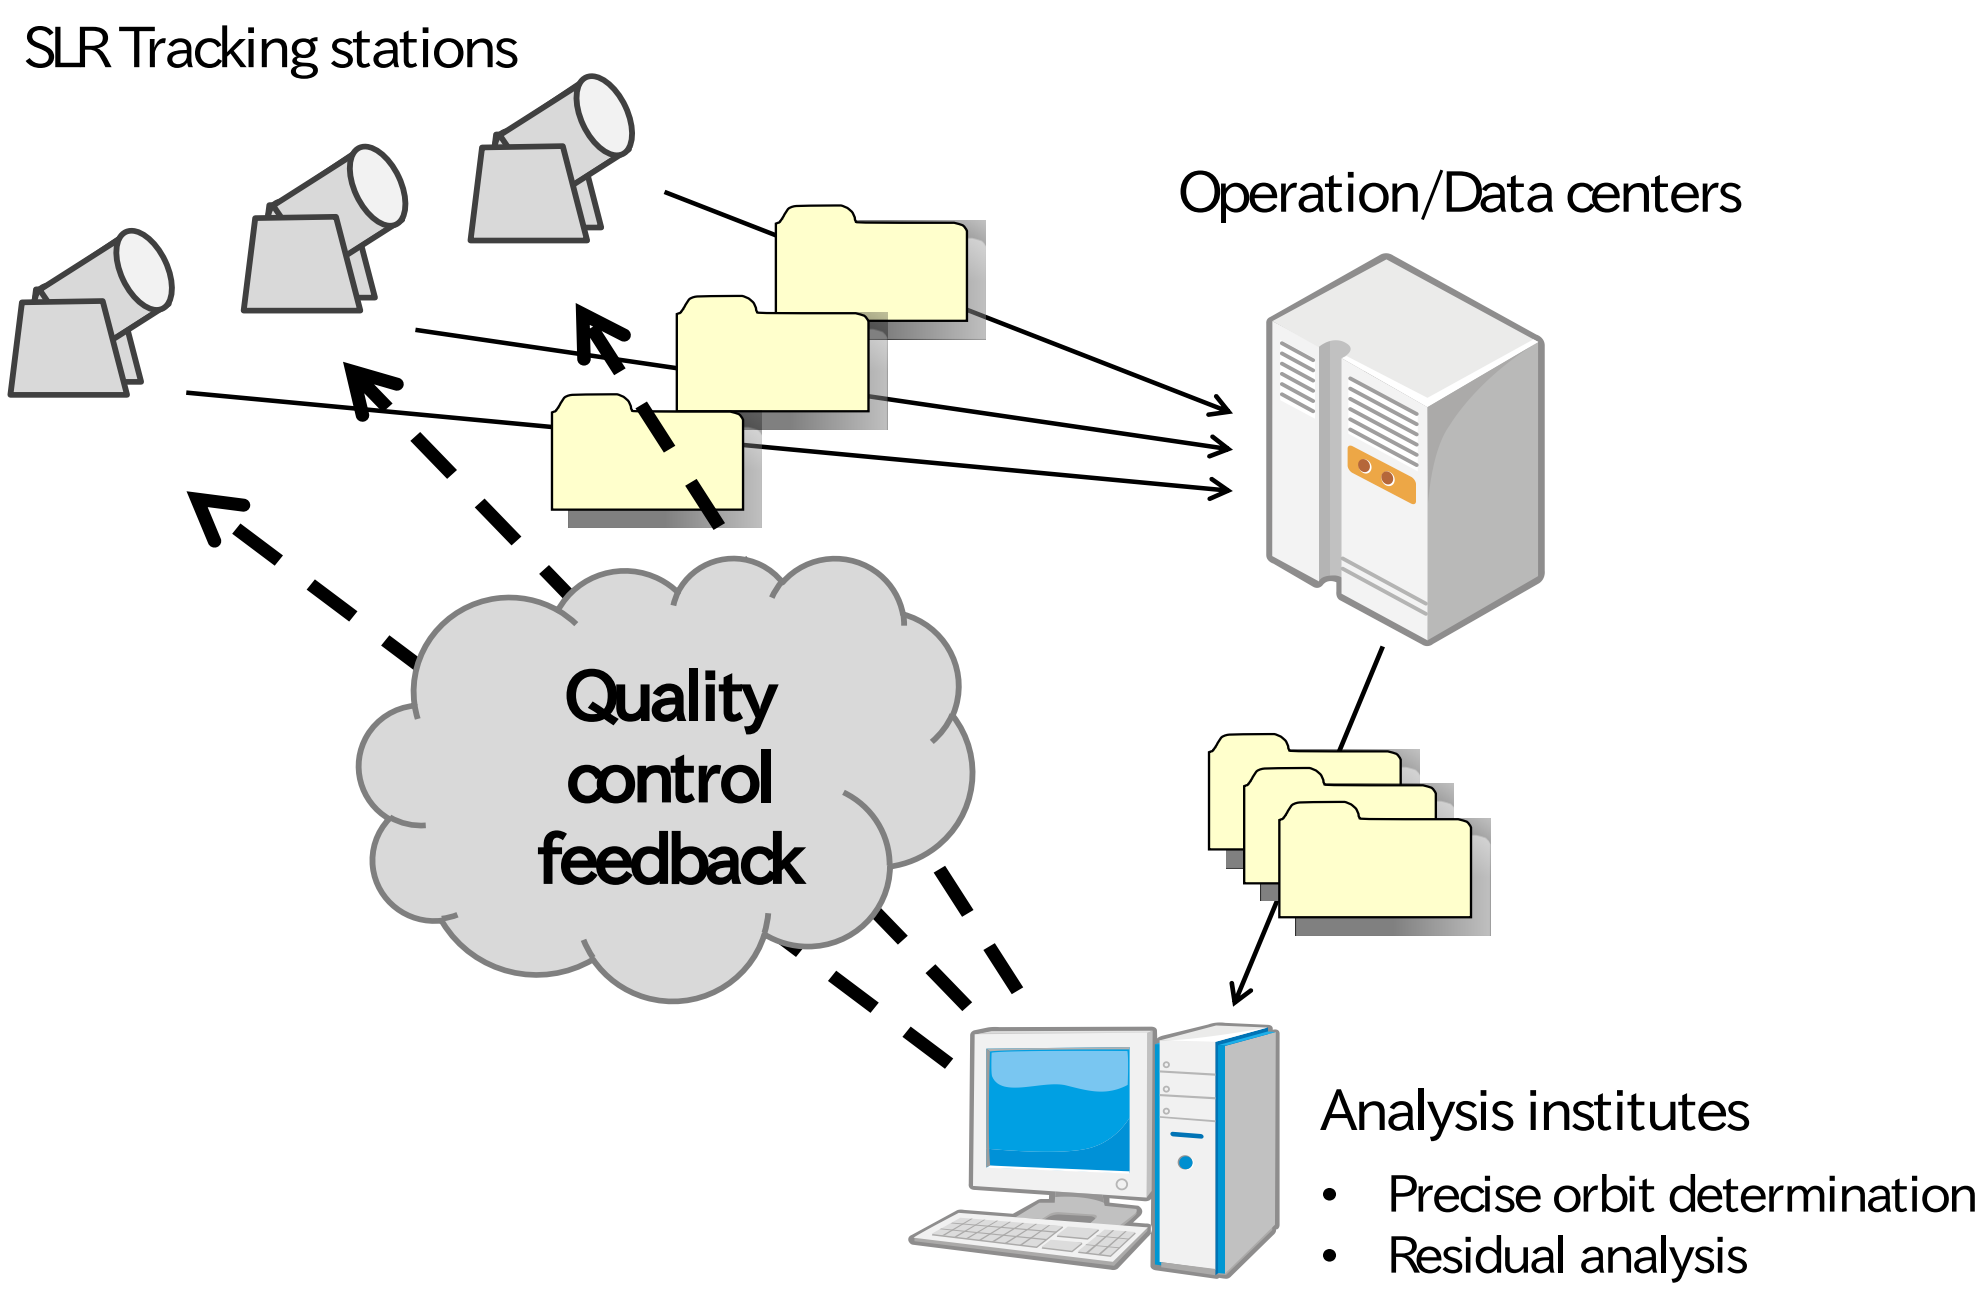 SLR Tracking stations
Operation/Data centers
Quality
control
feedback
Analysis institutes
• Precise orbit determination
• Residual analysis